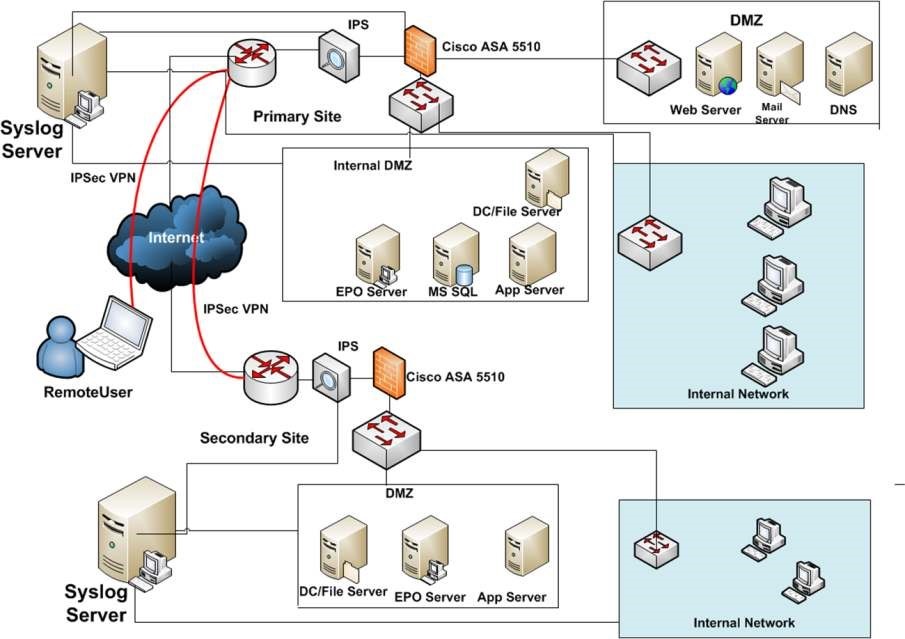 IPS
DMZ
Cisco ASA 5510
Web Server
Mail
Server
DNS
Syslog
Server
Primary Site
Internal DMZ
IPSec VPN
DC/File Server
Internet
EPO Server
MS SQL
App Server
IPSec VPN
IPS
Cisco ASA 5510
RemoteUser
Internal Network
Secondary Site
DMZ
Syslog
Server
DC/File Server
EPO Server
App Server
Internal Network